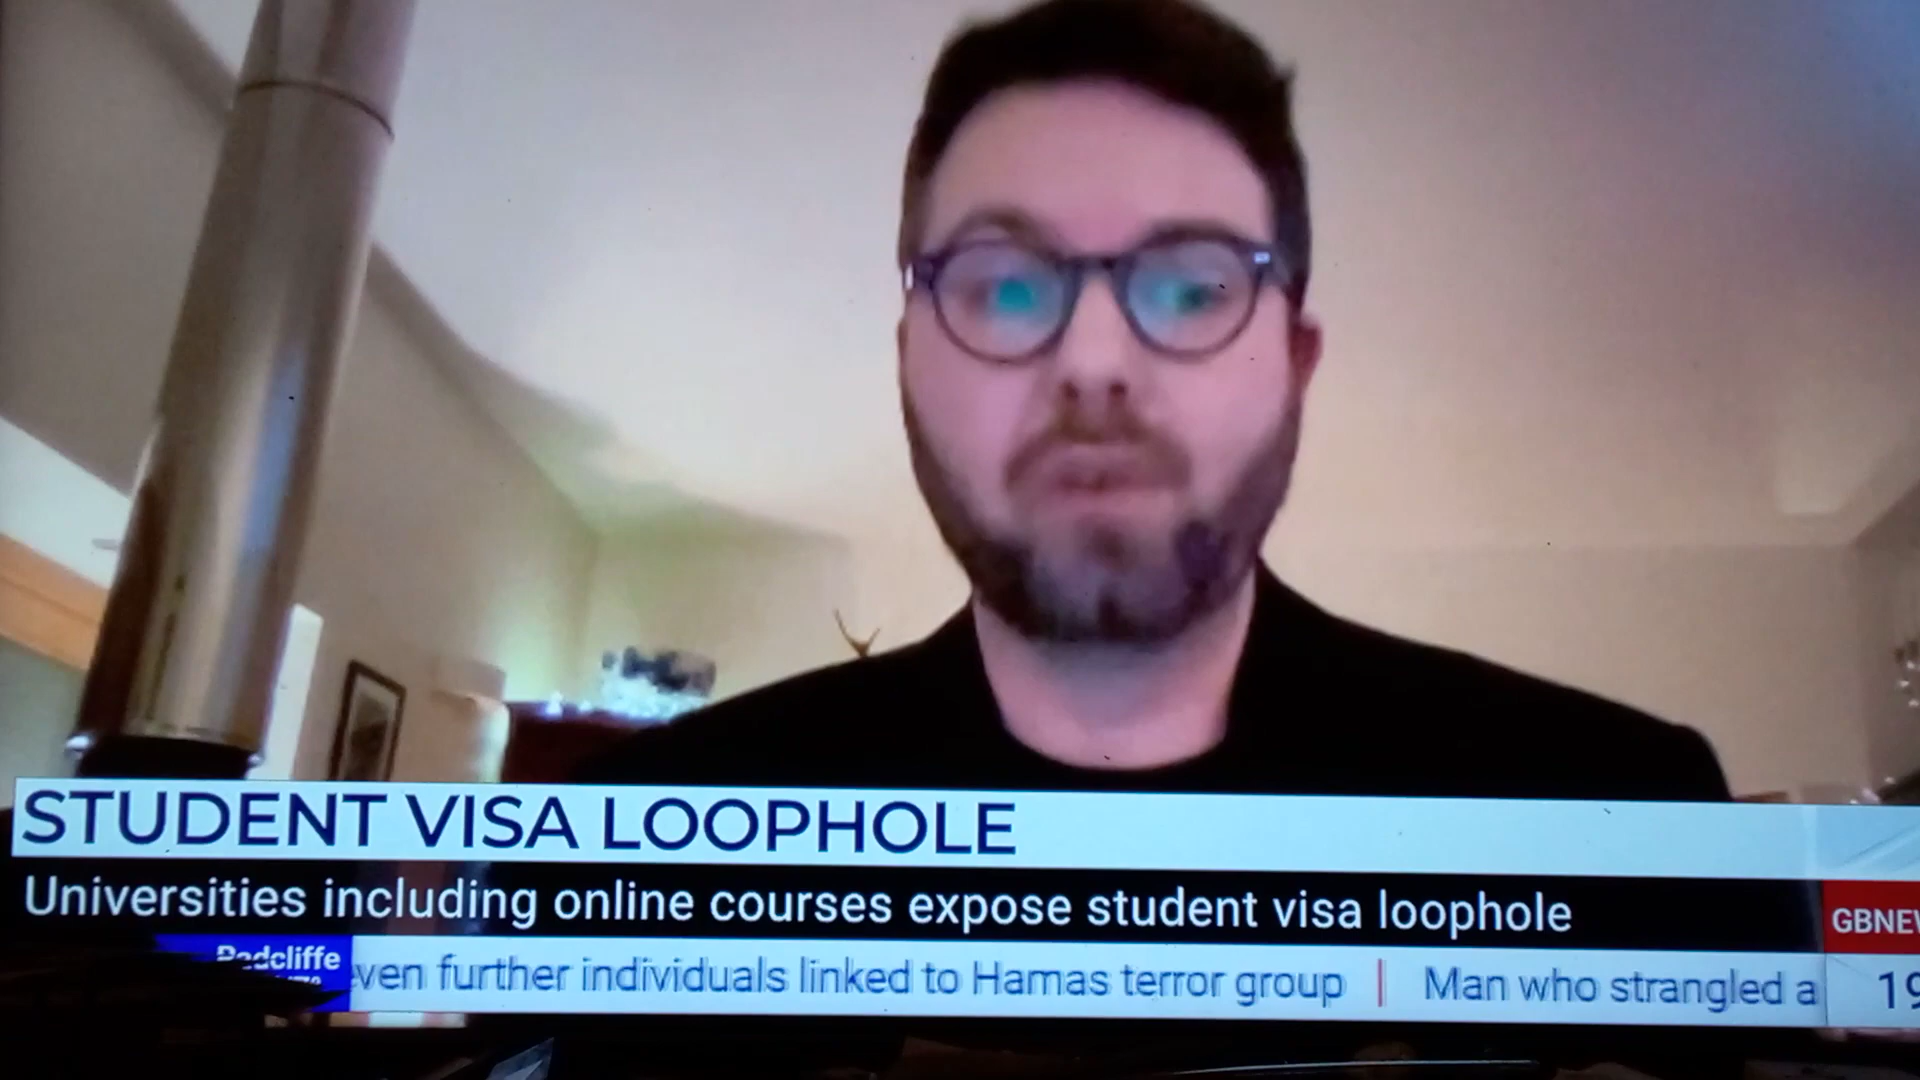 STUDENT VISA LOOPHOLE
Universities including online courses expose student visa loophole
GBNEW
Radcliffe
ven further individuals linked to Hamas terror group | Man who strangled a
19